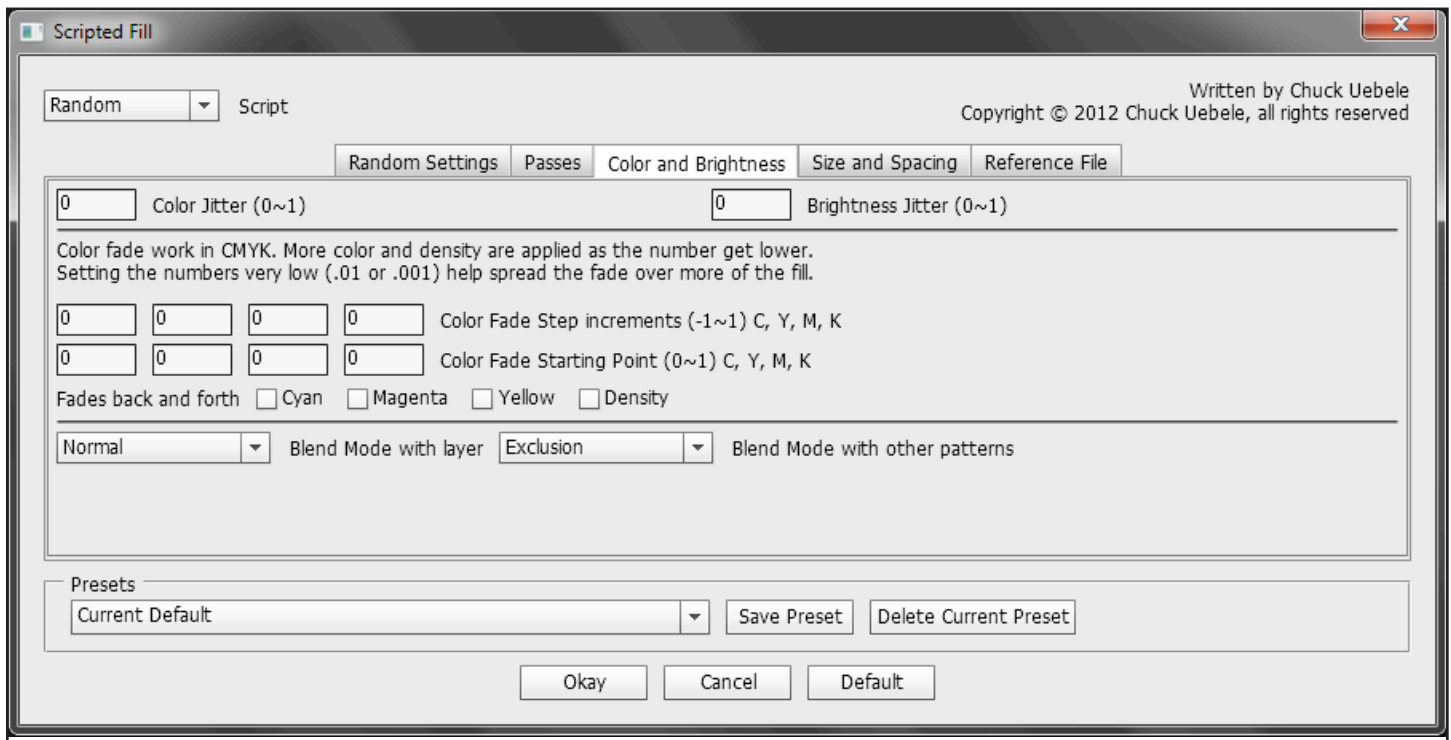 Scripted Fill
Random Script
Written by Chuck Uebele
Copyright © 2012 Chuck Uebele, all rights reserved
Random Settings Passes Color and Brightness Size and Spacing Reference File
0 Color Jitter (0~1) 0 Brightness Jitter (0~1)
Color fade work in CMYK. More color and density are applied as the number get lower.
Setting the numbers very low (.01 or .001) help spread the fade over more of the fill.
0 0 0 0 Color Fade Step increments (-1~1) C, Y, M, K
0 0 0 0 Color Fade Starting Point (0~1) C, Y, M, K
Fades back and forth Cyan Magenta Yellow Density
Normal Blend Mode with layer Exclusion Blend Mode with other patterns
Presets
Current Default Save Preset Delete Current Preset
Okay Cancel Default